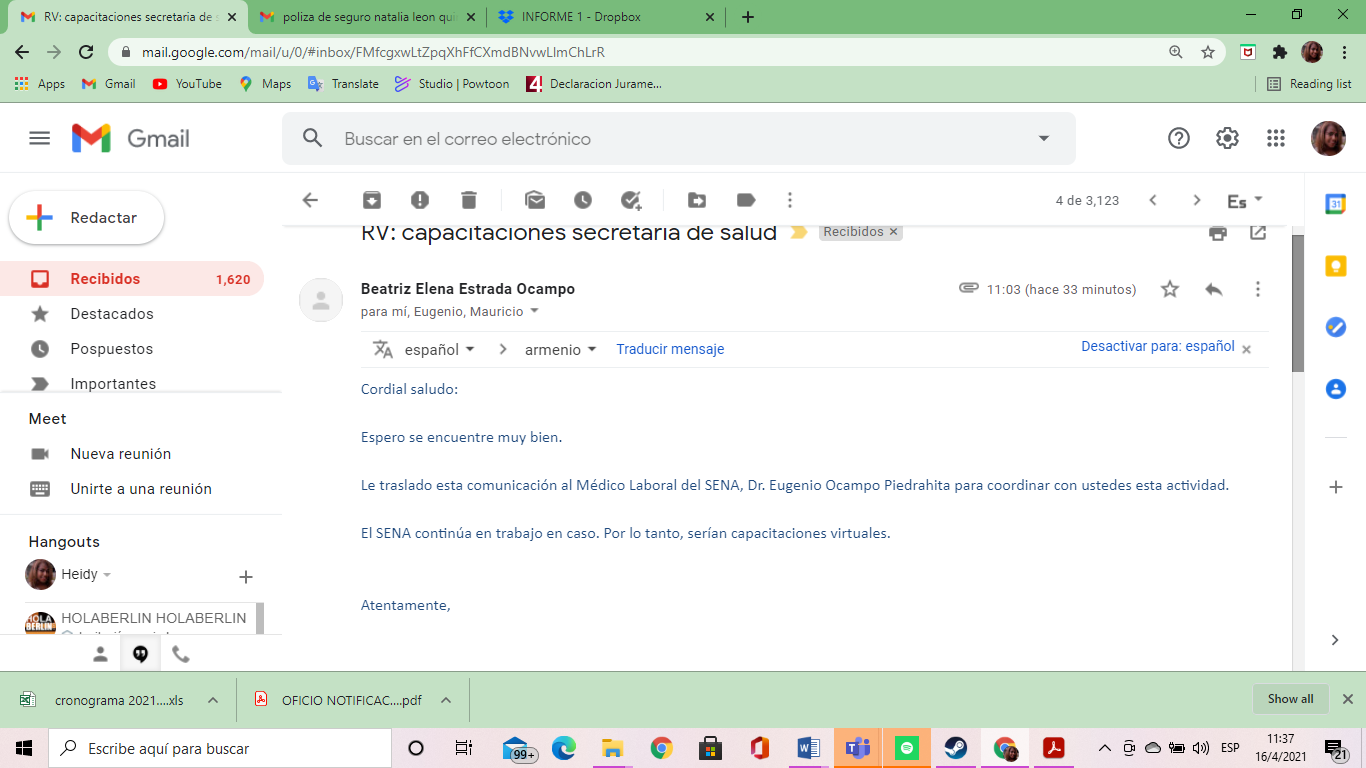 RV: capacitaciones secretaria de s
poliza de seguro natalia leon qui
INFORME 1 - Dropbox
mail.google.com/mail/u/0/#inbox/FMfcgxwLtZpqXhFfCXmdBNvwLlmChLrR
Apps
Gmail
YouTube
Maps
Translate
Studio | Powtoon
Declaracion Jurame...
Reading list
Gmail
Buscar en el correo electrónico
Redactar
4 de 3,123
Es
RV: capacitaciones secretaria de salud
Recibidos
Recibidos 1,620
Destacados
Pospuestos
Importantes
Beatriz Elena Estrada Ocampo
11:03 (hace 33 minutos)
para mí, Eugenio, Mauricio
español
armenio
Traducir mensaje
Desactivar para: español
Cordial saludo:
Espero se encuentre muy bien.
Le traslado esta comunicación al Médico Laboral del SENA, Dr. Eugenio Ocampo Piedrahita para coordinar con ustedes esta actividad.
El SENA continúa en trabajo en caso. Por lo tanto, serían capacitaciones virtuales.
Atentamente,
Meet
Nueva reunión
Unirte a una reunión
Hangouts
Heidy
HOLABERLIN HOLABERLIN
cronograma 2021....xls
OFICIO NOTIFICAC....pdf
Show all
Escribe aquí para buscar
99+
ESP
11:37
16/4/2021
21